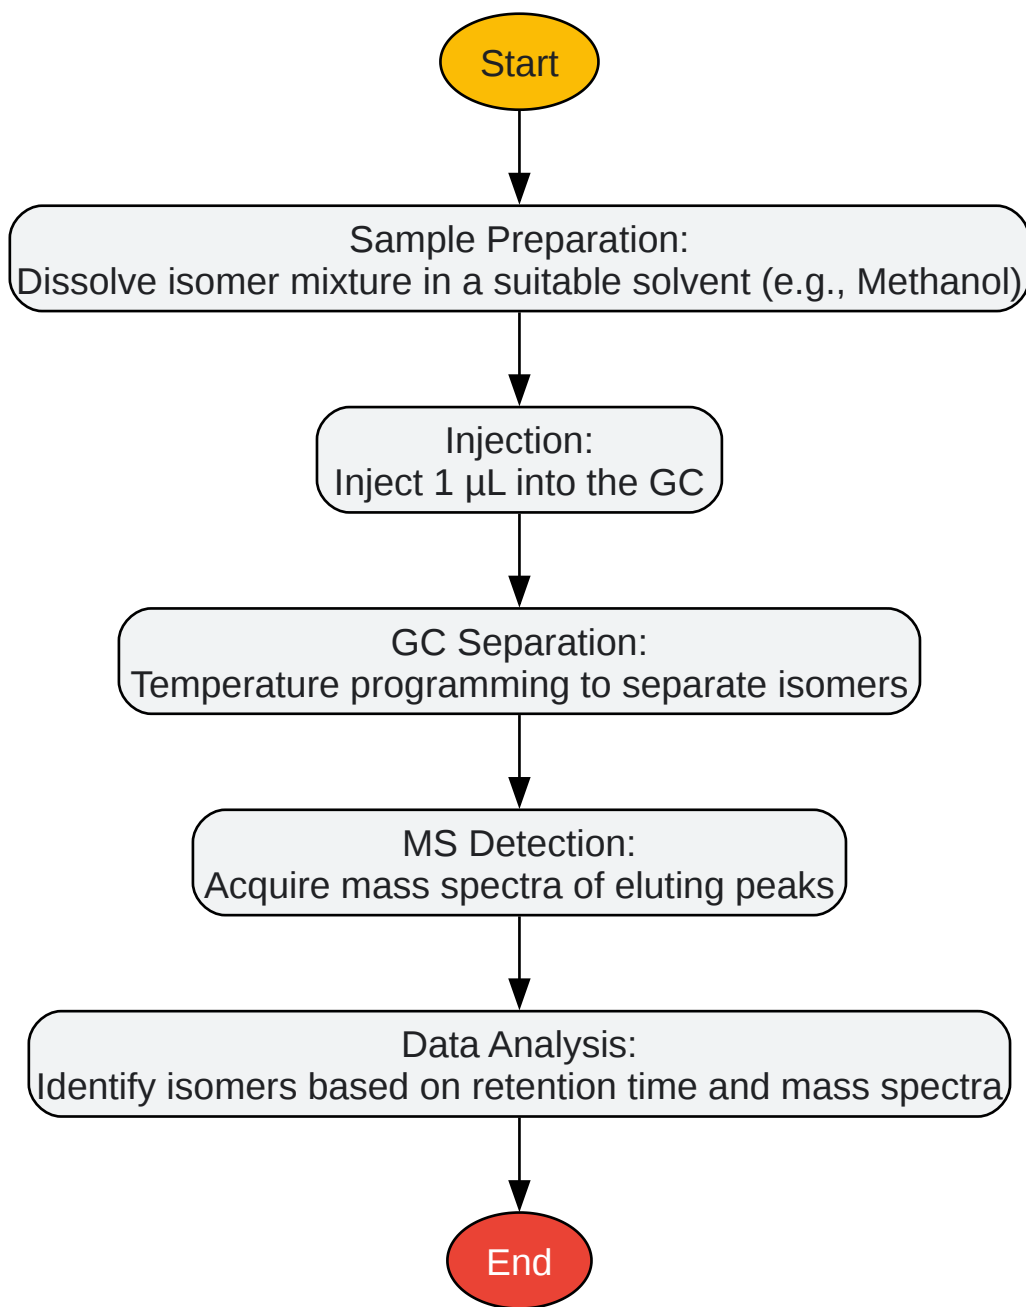 Start
Sample Preparation:
Dissolve isomer mixture in a suitable solvent (e.g., Methanol)
Injection:
Inject 1 µL into the GC
GC Separation:
Temperature programming to separate isomers
MS Detection:
Acquire mass spectra of eluting peaks
Data Analysis:
Identify isomers based on retention time and mass spectra
End